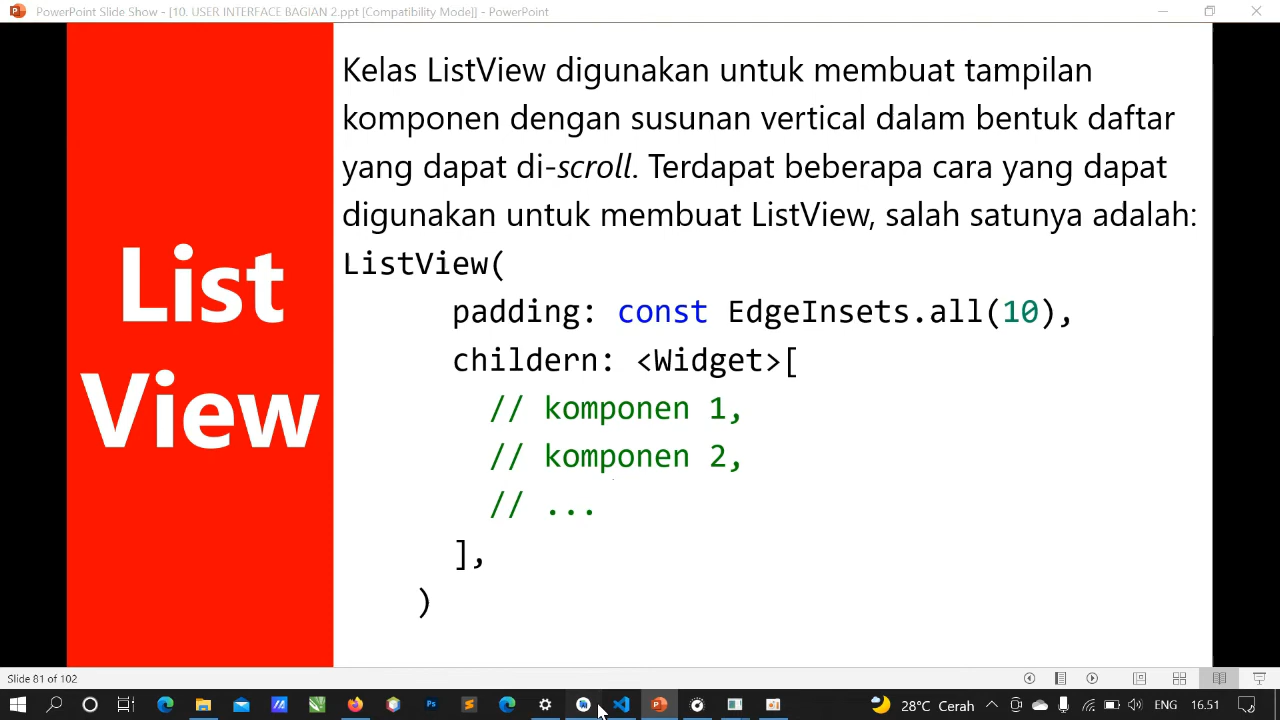 PowerPoint Slide Show - [10. USER INTERFACE BAGIAN 2.ppt [Compatibility Mode]] - PowerPoint
List
View
Kelas ListView digunakan untuk membuat tampilan
komponen dengan susunan vertical dalam bentuk daftar
yang dapat di-scroll. Terdapat beberapa cara yang dapat
digunakan untuk membuat ListView, salah satunya adalah:
ListView(
padding: const EdgeInsets.all(10),
childern: <Widget>[
// komponen 1,
// komponen 2,
// ...
],
)
Slide 81 of 102
28°C Cerah
ENG
16.51